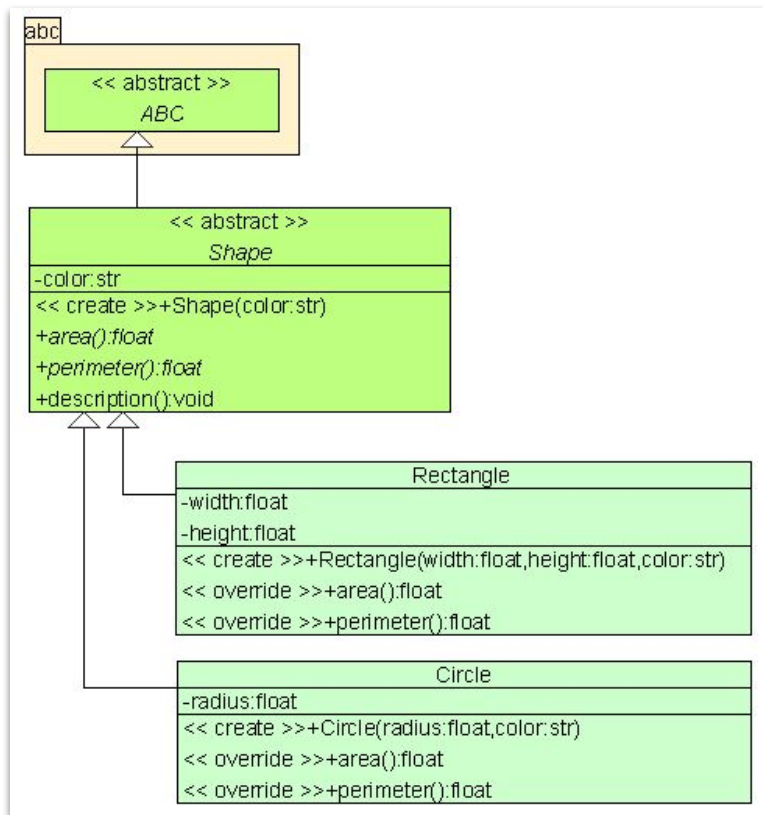 abc
<< abstract >>
ABC
<< abstract >>
Shape
-color:str
<< create >>+Shape(color:str)
+area():float
+perimeter():float
+description():void
Rectangle
-width:float
-height:float
<< create >>+Rectangle(width:float,height:float,color:str)
<< override >>+area():float
<< override >>+perimeter():float
Circle
-radius:float
<< create >>+Circle(radius:float,color:str)
<< override >>+area():float
<< override >>+perimeter():float